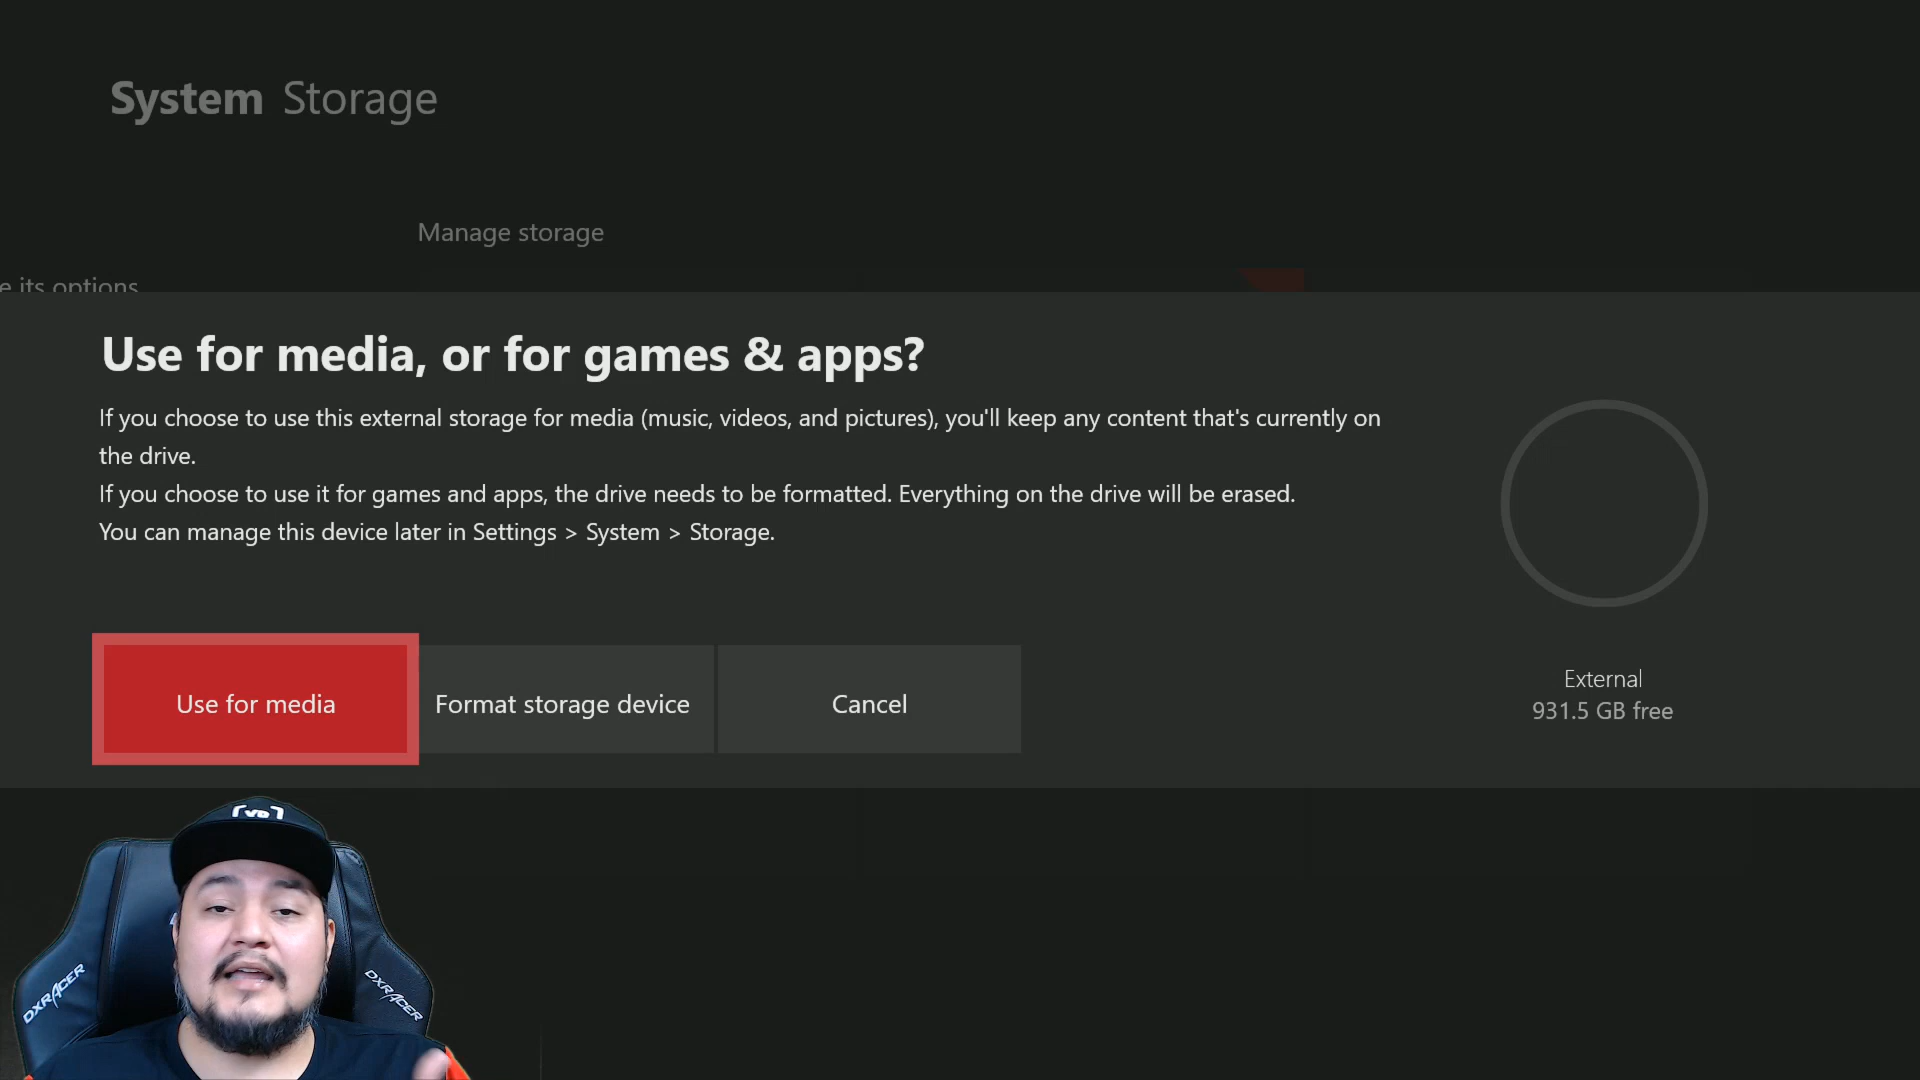 System Storage
Manage storage
e its options
Use for media, or for games & apps?
If you choose to use this external storage for media (music, videos, and pictures), you'll keep any content that's currently on
the drive.
If you choose to use it for games and apps, the drive needs to be formatted. Everything on the drive will be erased.
You can manage this device later in Settings > System > Storage.
Use for media
Format storage device
Cancel
External
931.5 GB free
DXRACER
DXRACER